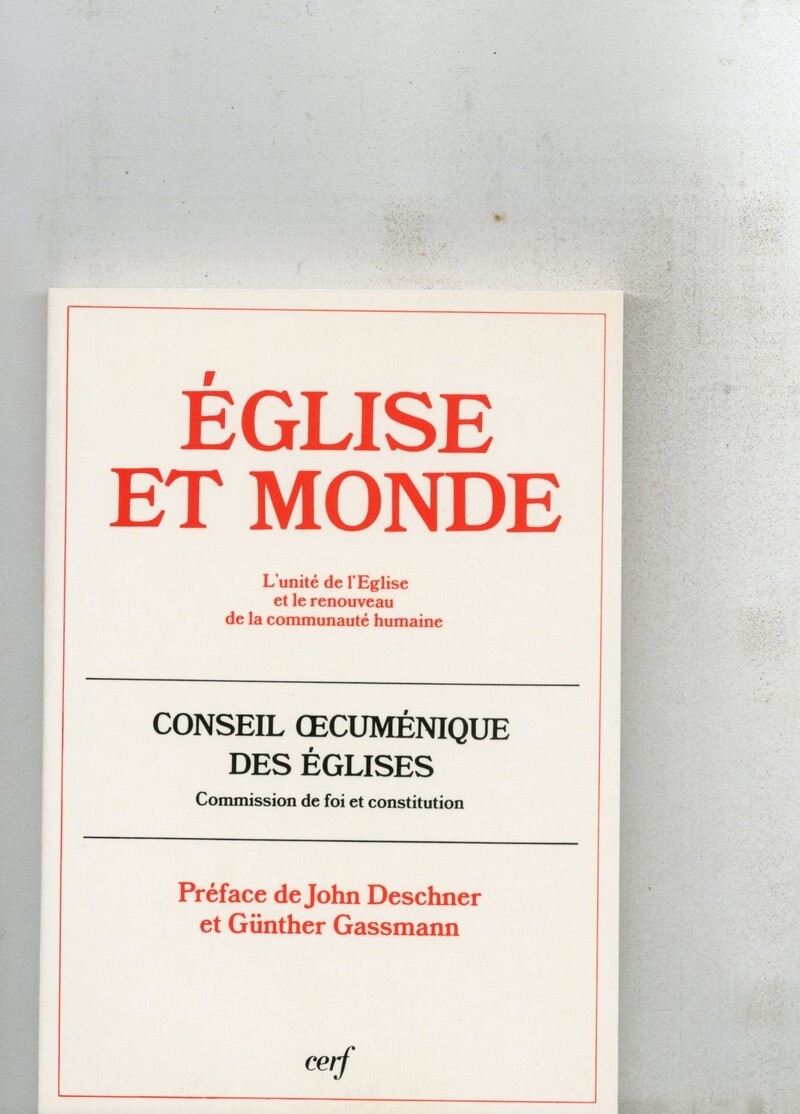 ÉGLISE
ET MONDE
L'unité de l'Eglise
et le renouveau
de la communauté humaine
CONSEIL ŒCUMÉNIQUE
DES ÉGLISES
Commission de foi et constitution
Préface de John Deschner
et Günther Gassmann
cerf